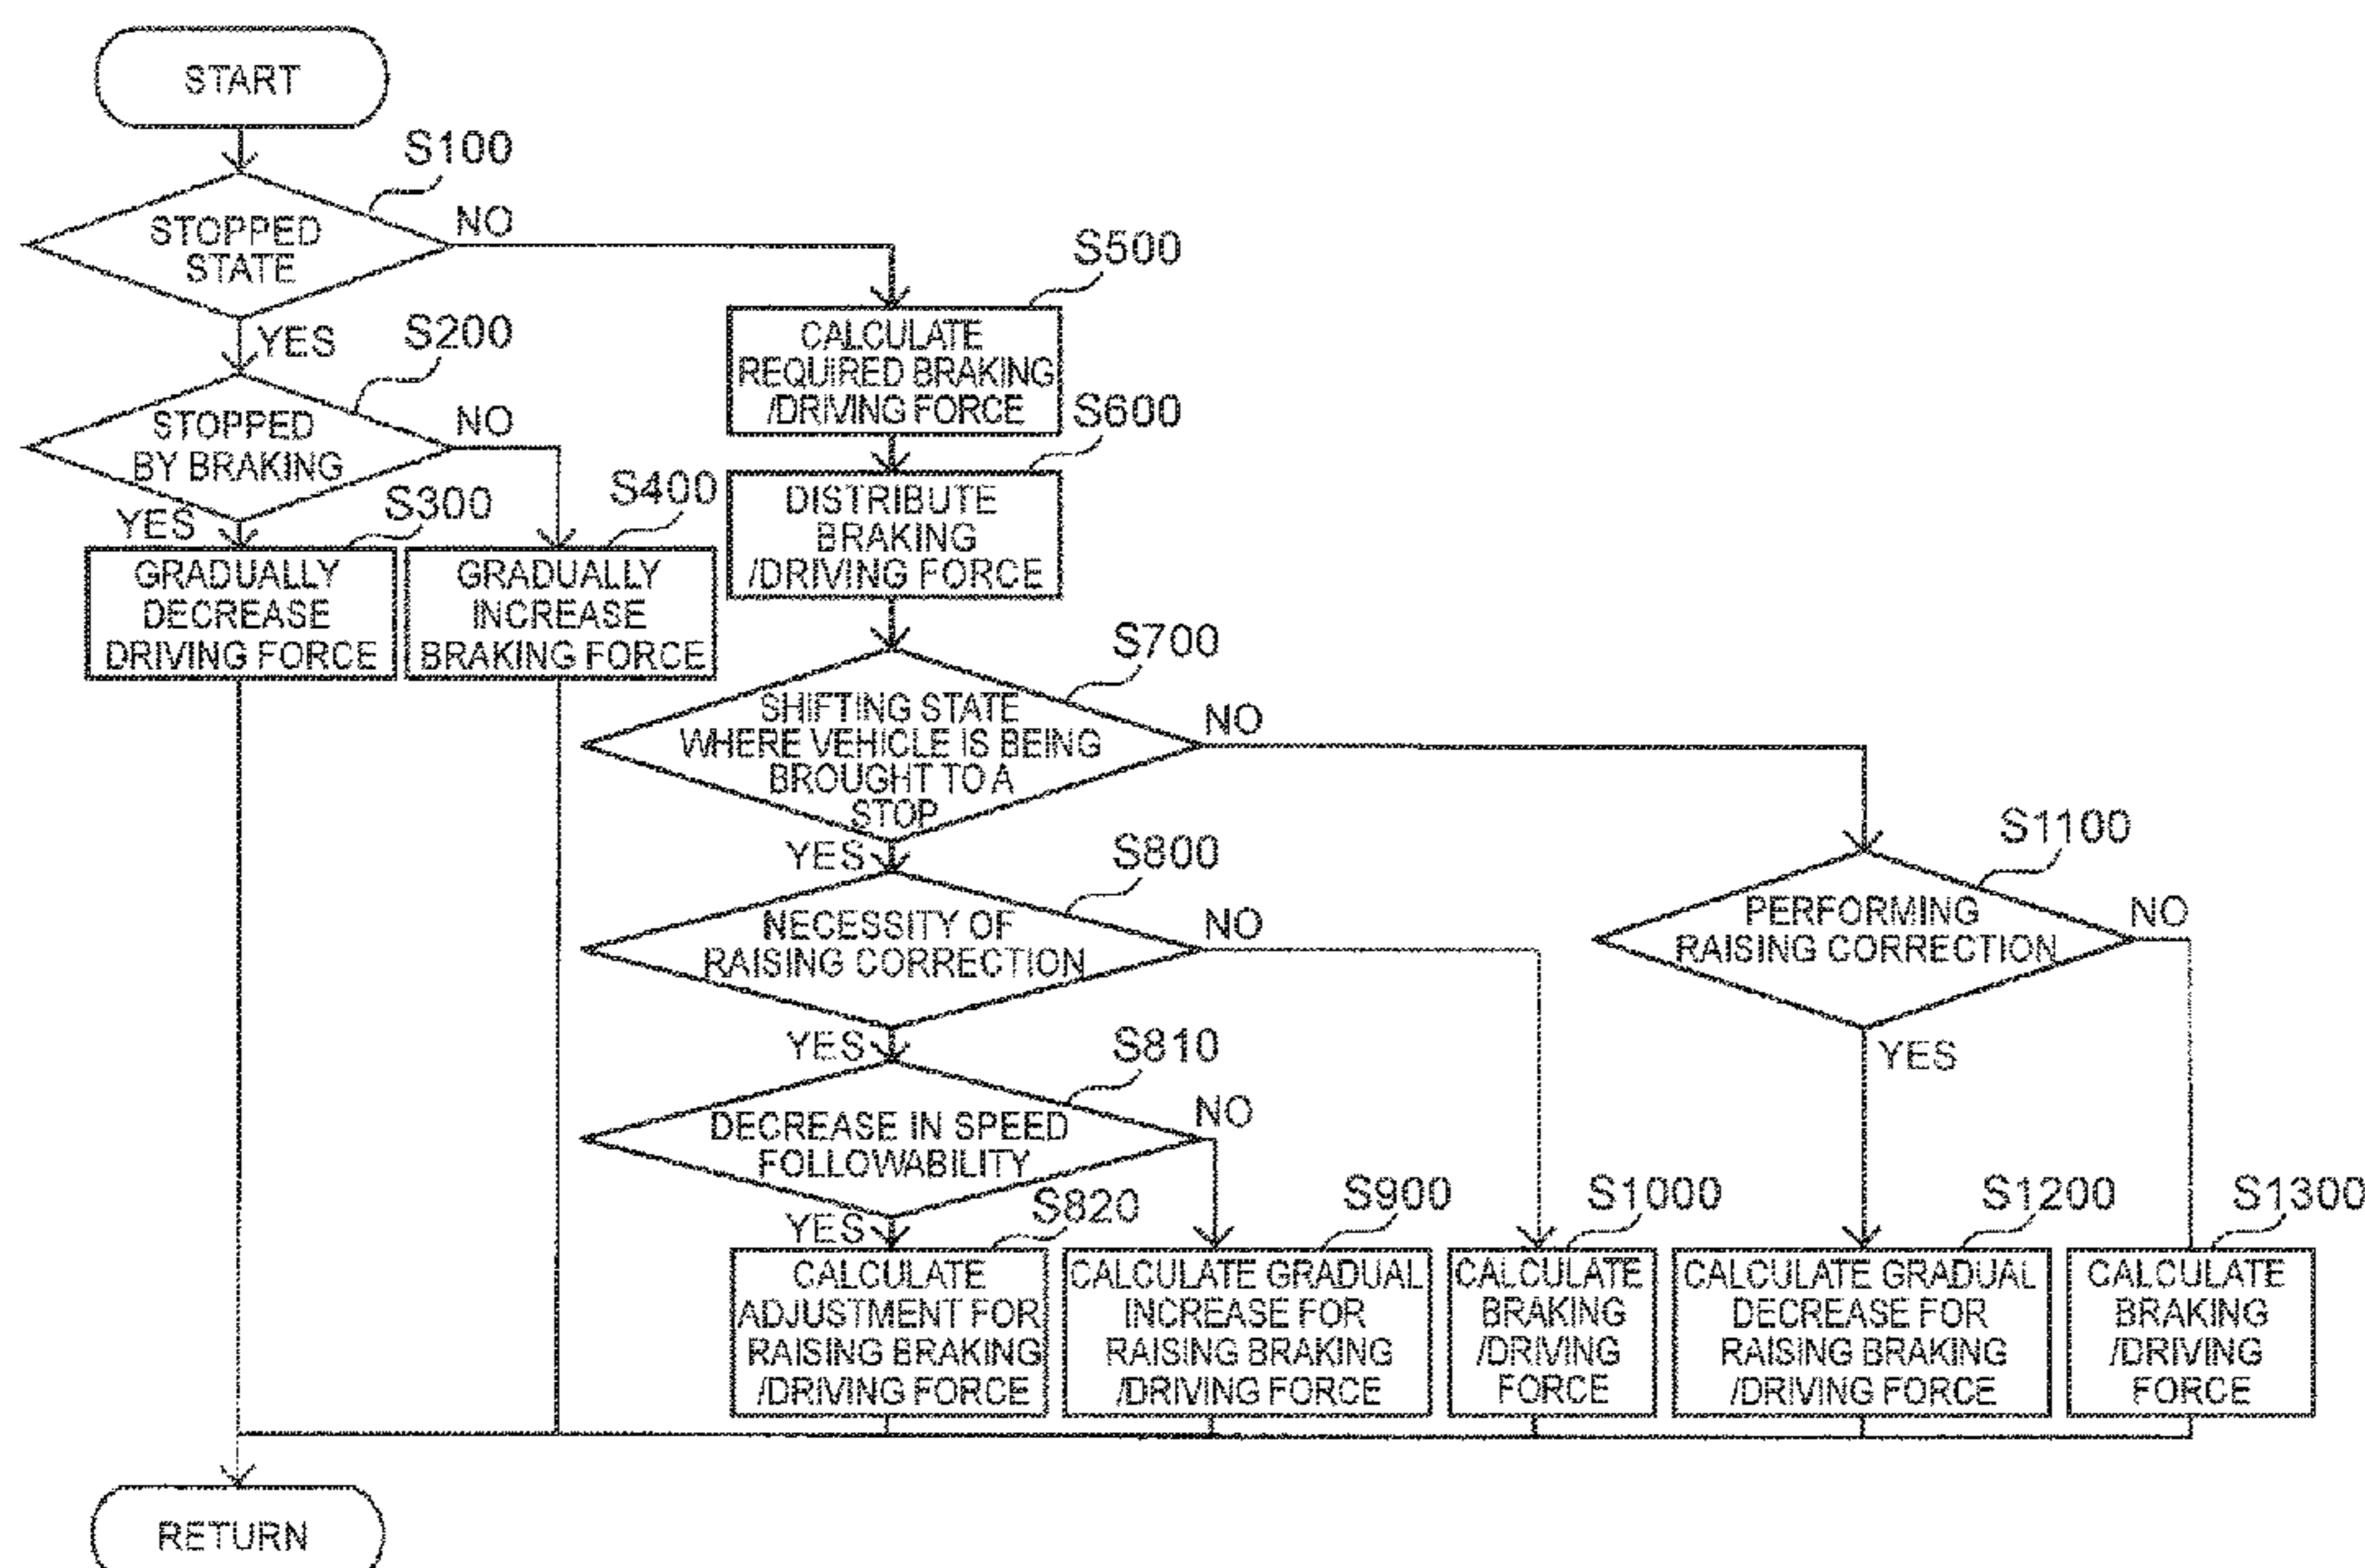 START
S100
STOPPED
STATE
NO
YES
S200
STOPPED
BY BRAKING
NO
YES
S300
GRADUALLY
DECREASE
DRIVING FORCE
S400
GRADUALLY
INCREASE
BRAKING FORCE
S500
CALCULATE
REQUIRED BRAKING
/DRIVING FORCE
S600
DISTRIBUTE
BRAKING
/DRIVING FORCE
S700
SHIFTING STATE
WHERE VEHICLE IS BEING
BROUGHT TO A
STOP
NO
YES
S800
NECESSITY OF
RAISING CORRECTION
NO
YES
S810
DECREASE IN SPEED
FOLLOWABILITY
NO
YES
S820
CALCULATE
ADJUSTMENT FOR
RAISING BRAKING
/DRIVING FORCE
S900
CALCULATE GRADUAL
INCREASE FOR
RAISING BRAKING
/DRIVING FORCE
S1000
CALCULATE
BRAKING
/DRIVING
FORCE
S1100
PERFORMING
RAISING CORRECTION
NO
YES
S1200
CALCULATE GRADUAL
DECREASE FOR
RAISING BRAKING
/DRIVING FORCE
S1300
CALCULATE
BRAKING
/DRIVING
FORCE
RETURN